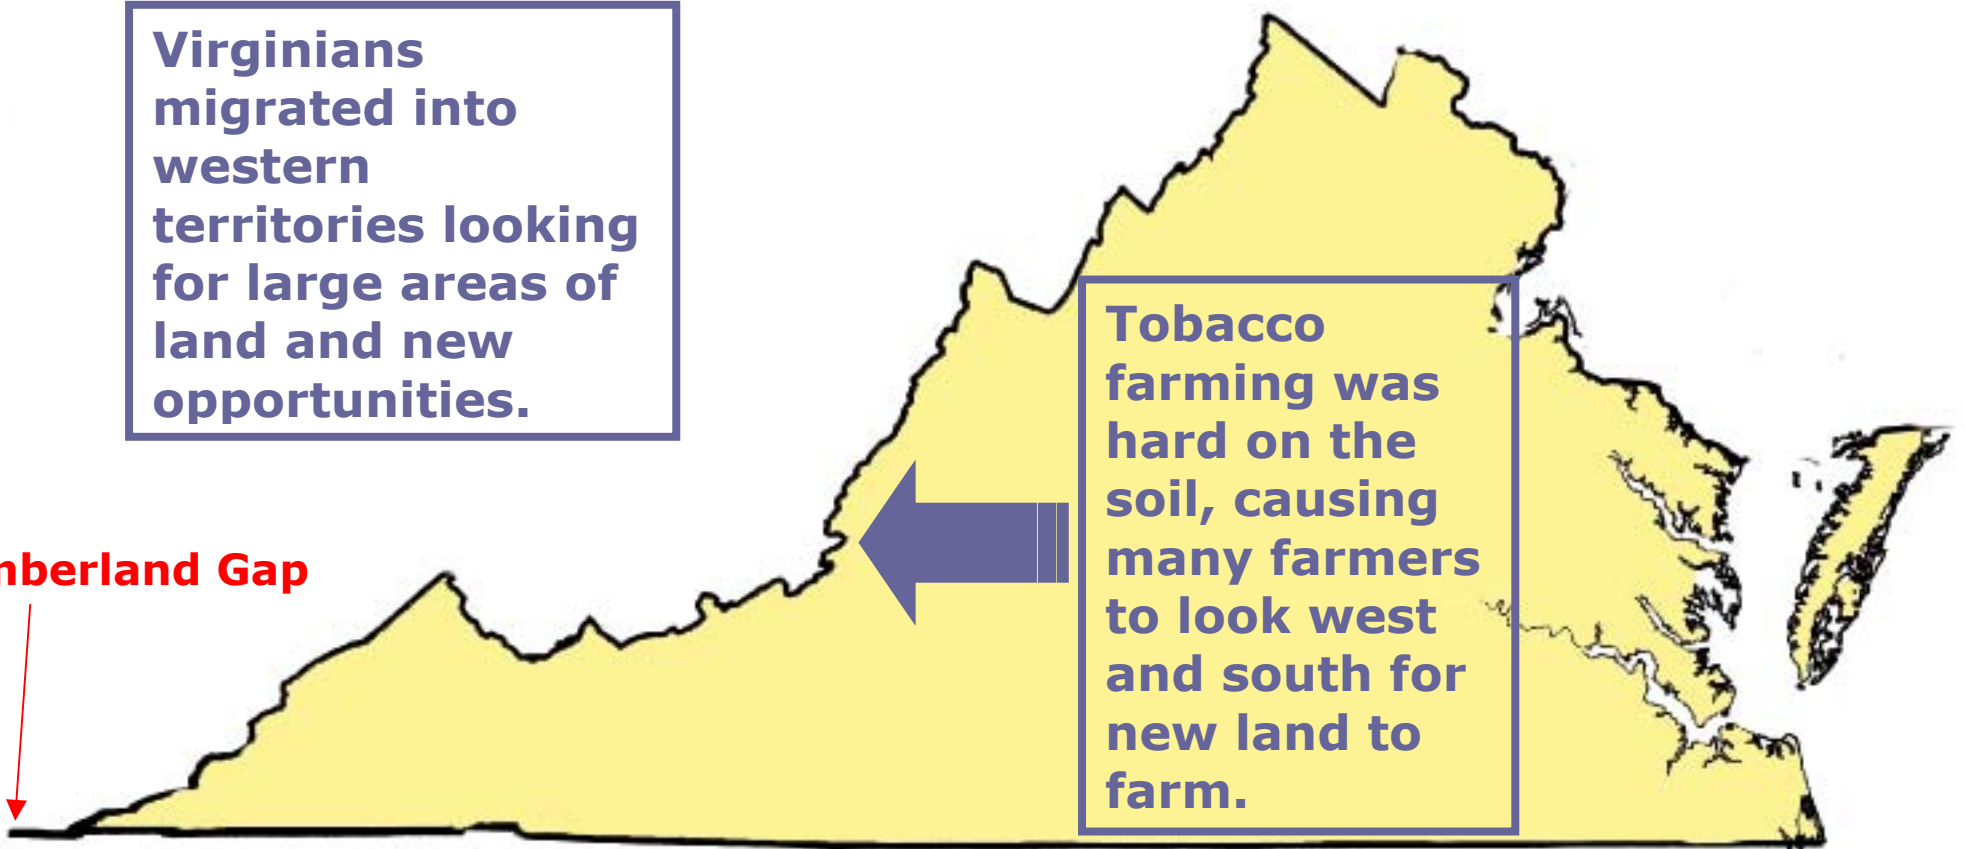 Virginians
migrated into
western
territories looking
for large areas of
land and new
opportunities.
Tobacco
farming was
hard on the
soil, causing
many farmers
to look west
and south for
new land to
farm.
mberland Gap